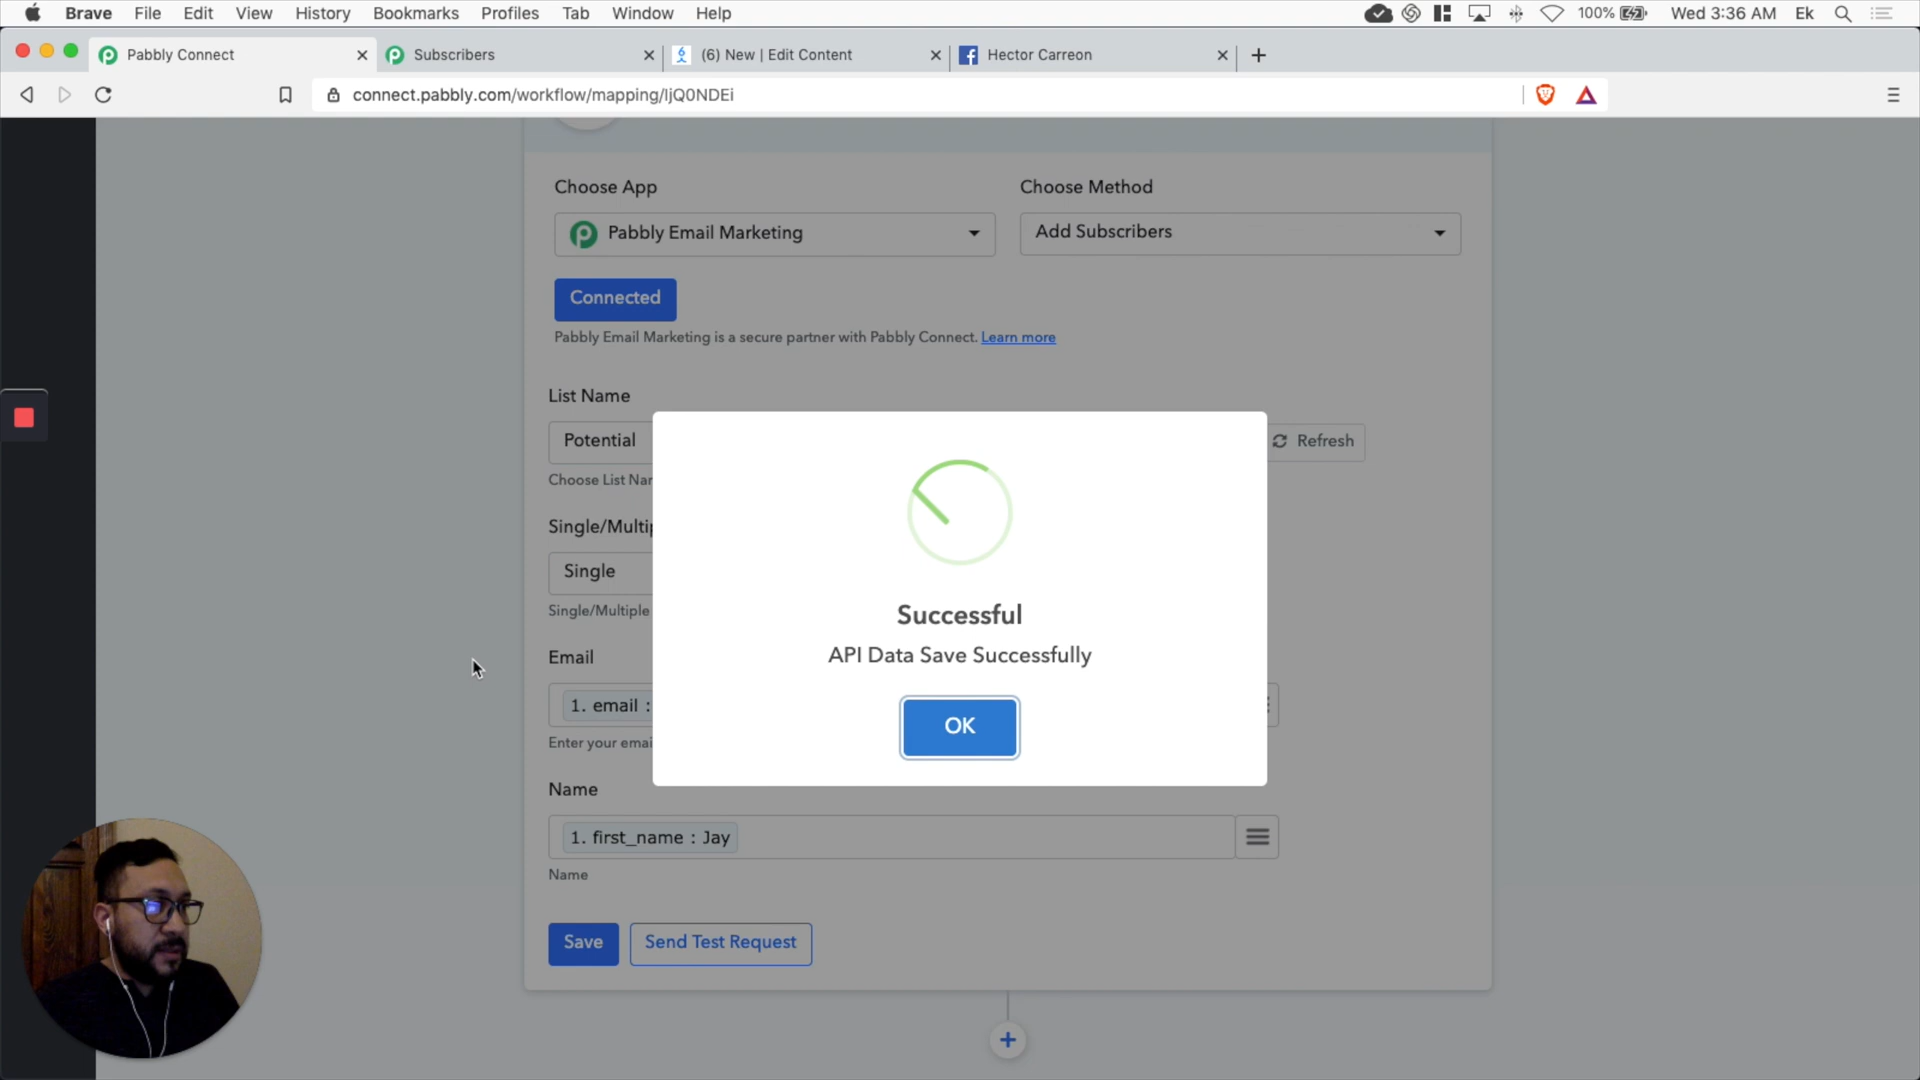 Brave File Edit View History Bookmarks Profiles Tab Window Help 100% Wed 3:36 AM Ek
Pabbly Connect Subscribers (6) New | Edit Content Hector Carreon
connect.pabbly.com/workflow/mapping/IjQ0NDEi
Choose App Choose Method
Pabbly Email Marketing Add Subscribers
Connected
Pabbly Email Marketing is a secure partner with Pabbly Connect. Learn more
List Name
Potential Refresh
Choose List Nar
Single/Multip
Single
Single/Multiple
Successful
API Data Save Successfully
Email
1. email :
OK
Enter your emai
Name
1. first_name : Jay
Name
Save Send Test Request